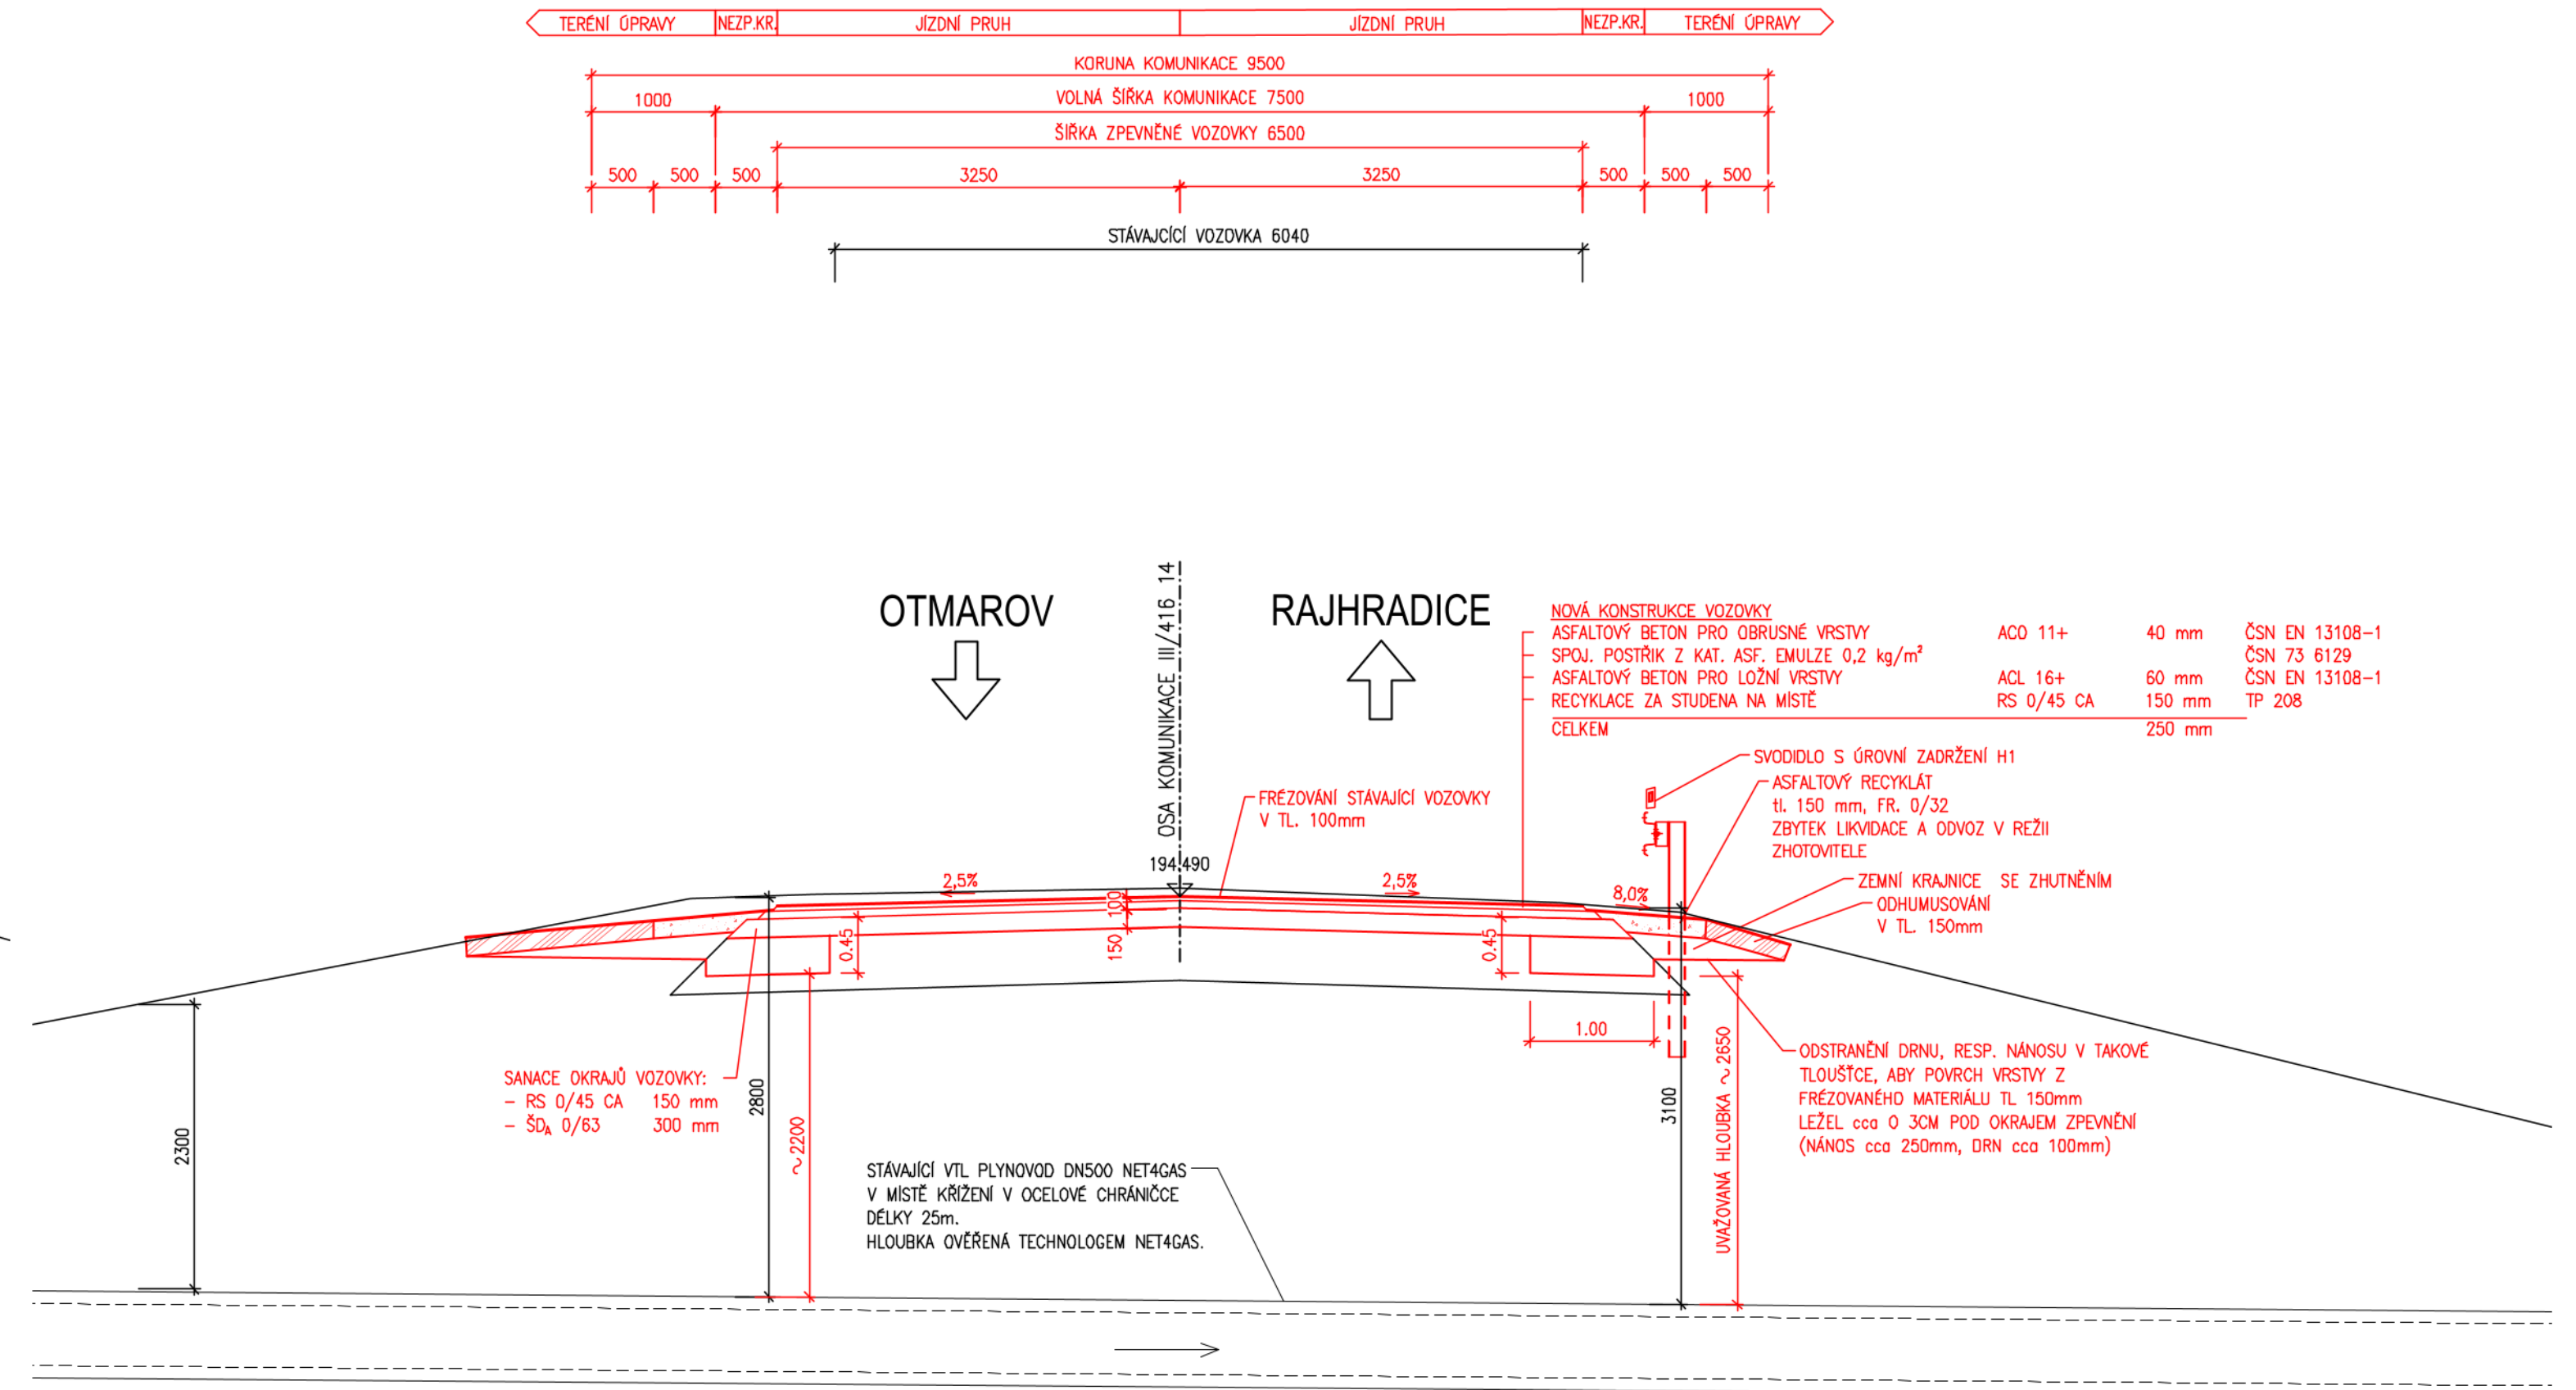 TERÉNÍ ÚPRAVY NEZP.KR. JÍZDNÍ PRUH JÍZDNÍ PRUH NEZP.KR. TERÉNÍ ÚPRAVY
KORUNA KOMUNIKACE 9500
1000 VOLNÁ ŠÍŘKA KOMUNIKACE 7500 1000
ŠÍŘKA ZPEVNĚNÉ VOZOVKY 6500
500 500 500 3250 3250 500 500 500
STÁVAJCÍCÍ VOZOVKA 6040
OTMAROV
OSA KOMUNIKACE III/416 14
RAJHRADICE
NOVÁ KONSTRUKCE VOZOVKY
ASFALTOVÝ BETON PRO OBRUSNÉ VRSTVY ACO 11+ 40 mm ČSN EN 13108-1
SPOJ. POSTŘIK Z KAT. ASF. EMULZE 0,2 kg/m² ČSN 73 6129
ASFALTOVÝ BETON PRO LOŽNÍ VRSTVY ACL 16+ 60 mm ČSN EN 13108-1
RECYKLACE ZA STUDENA NA MÍSTĚ RS 0/45 CA 150 mm TP 208
CELKEM 250 mm
SVODIDLO S ÚROVNÍ ZADRŽENÍ H1
ASFALTOVÝ RECYKLÁT
tl. 150 mm, FR. 0/32
ZBYTEK LIKVIDACE A ODVOZ V REŽII
ZHOTOVITELE
FRÉZOVÁNÍ STÁVAJÍCÍ VOZOVKY
V TL. 100mm
194,490
2,5%
2,5%
8,0%
ZEMNÍ KRAJNICE SE ZHUTNĚNÍM
ODHUMUSOVÁNÍ
V TL. 150mm
100
150
0.45
0.45
1.00
SANACE OKRAJŮ VOZOVKY:
- RS 0/45 CA 150 mm
- ŠDA 0/63 300 mm
2300
2800
~2200
3100
UVAŽOVANÁ HLOUBKA ~2650
ODSTRANĚNÍ DRNU, RESP. NÁNOSU V TAKOVÉ
TLOUŠŤCE, ABY POVRCH VRSTVY Z
FRÉZOVANÉHO MATERIÁLU TL 150mm
LEŽEL cca O 3CM POD OKRAJEM ZPEVNĚNÍ
(NÁNOS cca 250mm, DRN cca 100mm)
STÁVAJÍCÍ VTL PLYNOVOD DN500 NET4GAS
V MÍSTĚ KŘÍŽENÍ V OCELOVÉ CHRÁNIČCE
DÉLKY 25m.
HLOUBKA OVĚŘENÁ TECHNOLOGEM NET4GAS.